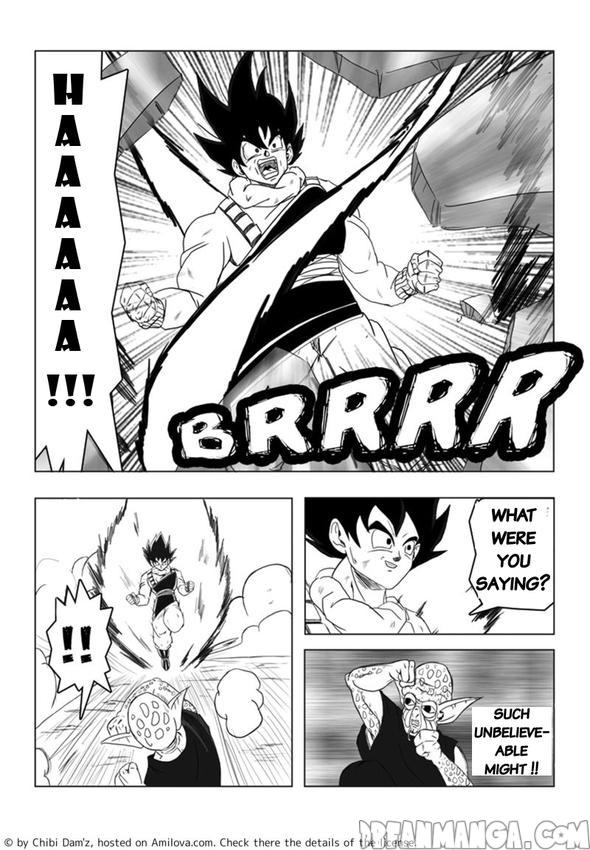 HAAAAAAA
!!!
BRRRR
!!
WHAT
WERE
YOU
SAYING?
SUCH
UNBELIEVE-
ABLE
MIGHT !!
DREAMMANGA.COM
© by Chibi Dam'z, hosted on Amilova.com. Check there the details of the license.